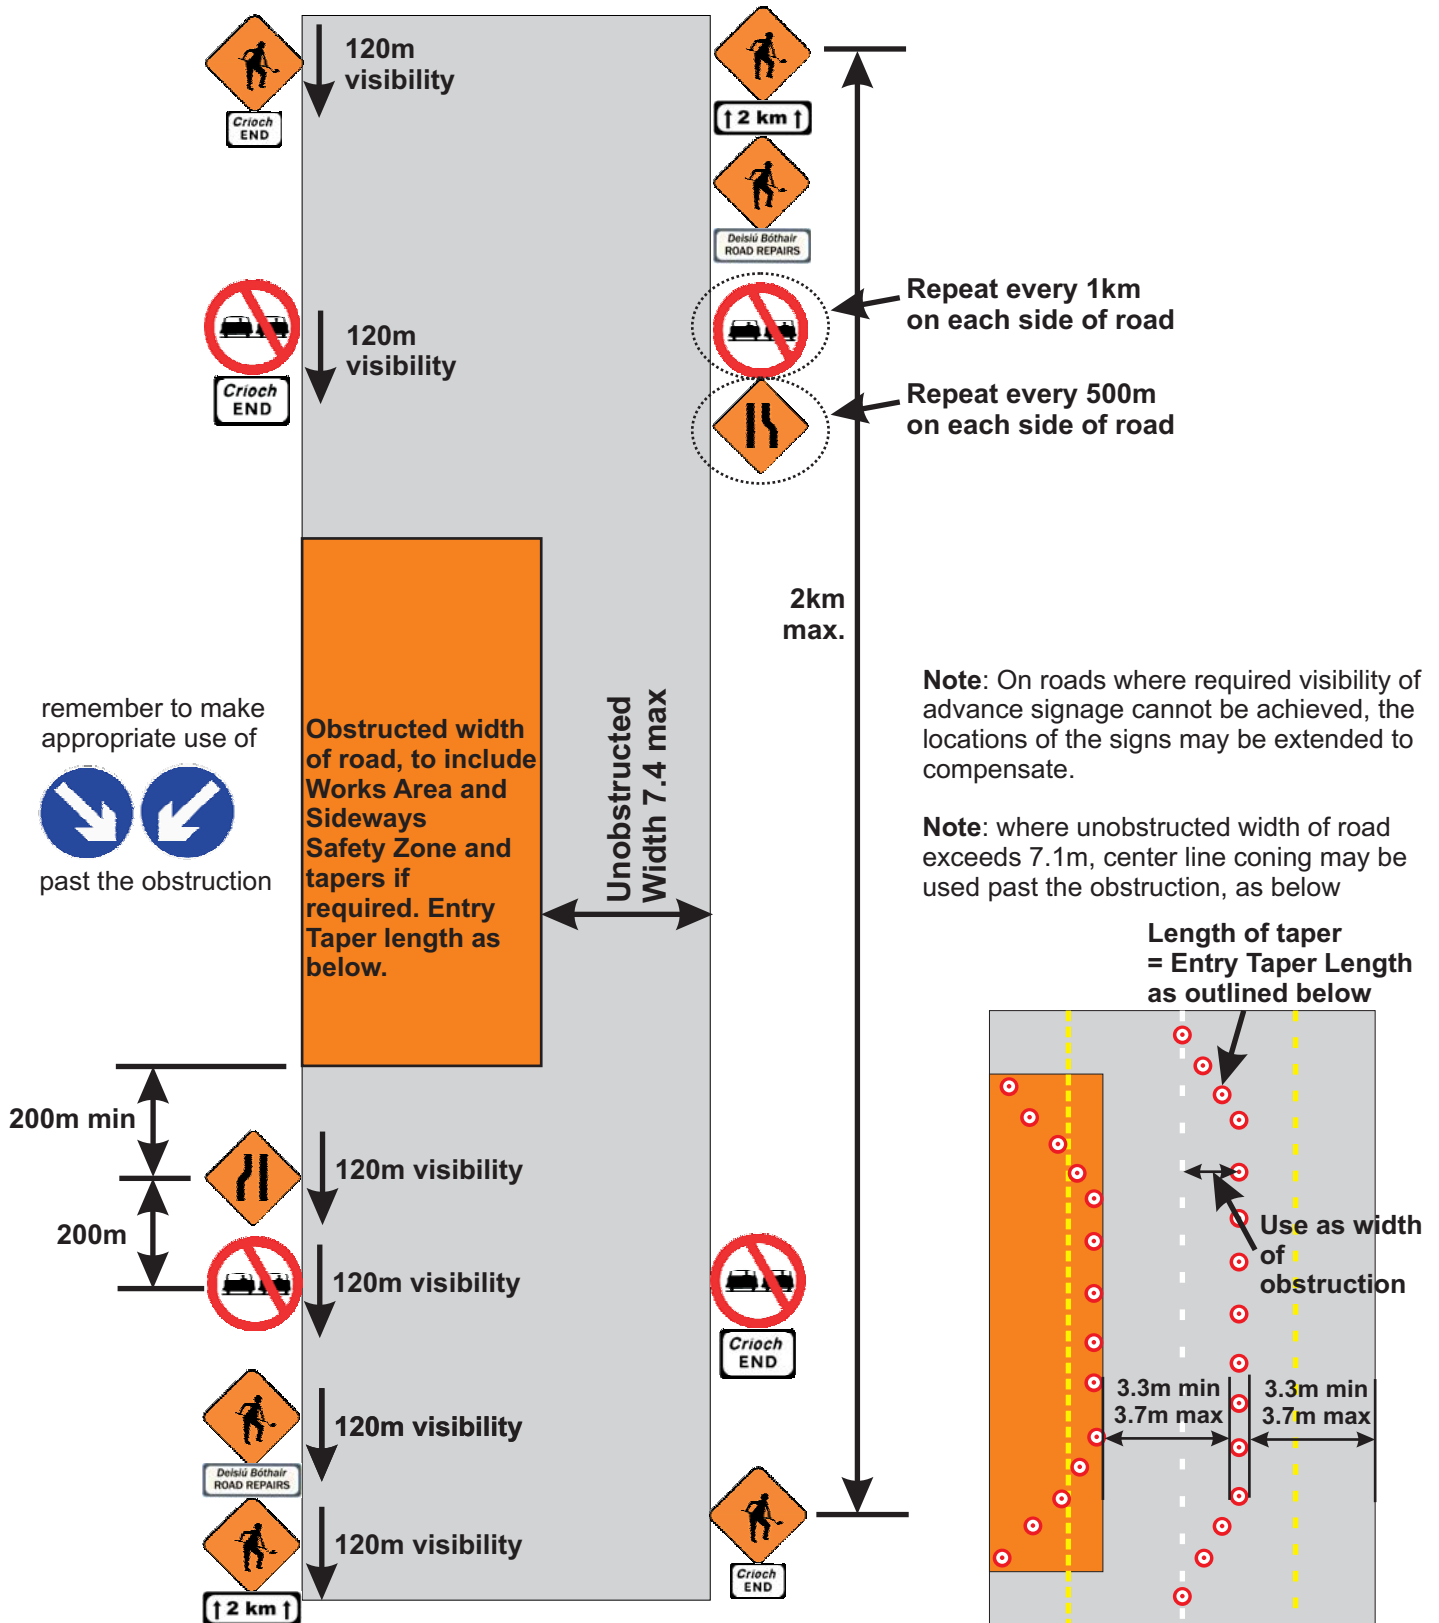 120m
visibility
Crioch
END
↑ 2 km ↑
Deisiú Bóthair
ROAD REPAIRS
120m
visibility
Crioch
END
Repeat every 1km
on each side of road
Repeat every 500m
on each side of road
2km
max.
remember to make
appropriate use of
past the obstruction
Obstructed width
of road, to include
Works Area and
Sideways
Safety Zone and
tapers if
required. Entry
Taper length as
below.
Unobstructed
Width 7.4 max
Note: On roads where required visibility of
advance signage cannot be achieved, the
locations of the signs may be extended to
compensate.
Note: where unobstructed width of road
exceeds 7.1m, center line coning may be
used past the obstruction, as below
Length of taper
= Entry Taper Length
as outlined below
Use as width
of
obstruction
3.3m min
3.7m max
3.3m min
3.7m max
200m min
120m visibility
200m
120m visibility
Crioch
END
120m visibility
Deisiú Bóthair
ROAD REPAIRS
120m visibility
↑ 2 km ↑
Crioch
END